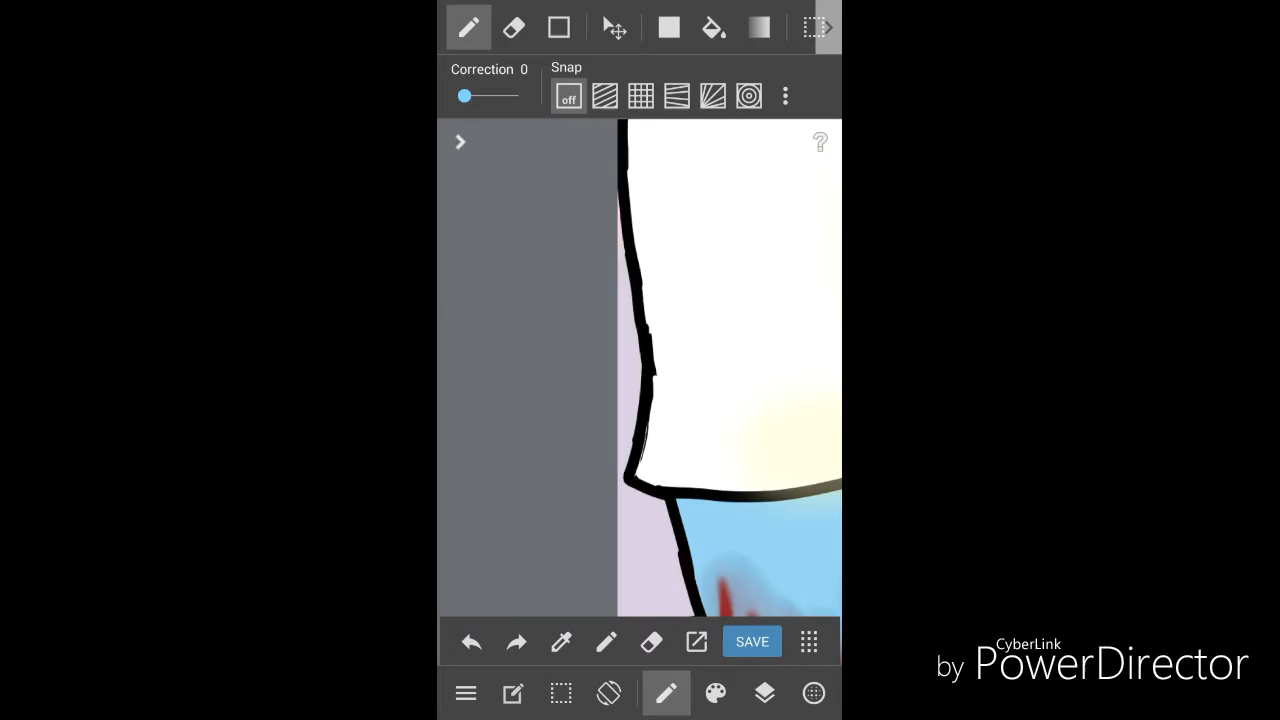 Correction 0
Snap
off
SAVE
CyberLink
by PowerDirector